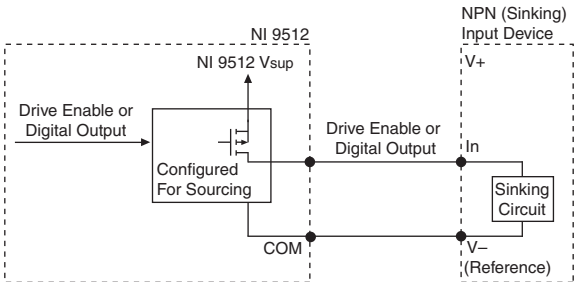 NPN (Sinking)
Input Device
NI 9512
NI 9512 Vsup
V+
Drive Enable or
Digital Output
Drive Enable or
Digital Output
In
Configured
For Sourcing
Sinking
Circuit
COM
V–
(Reference)